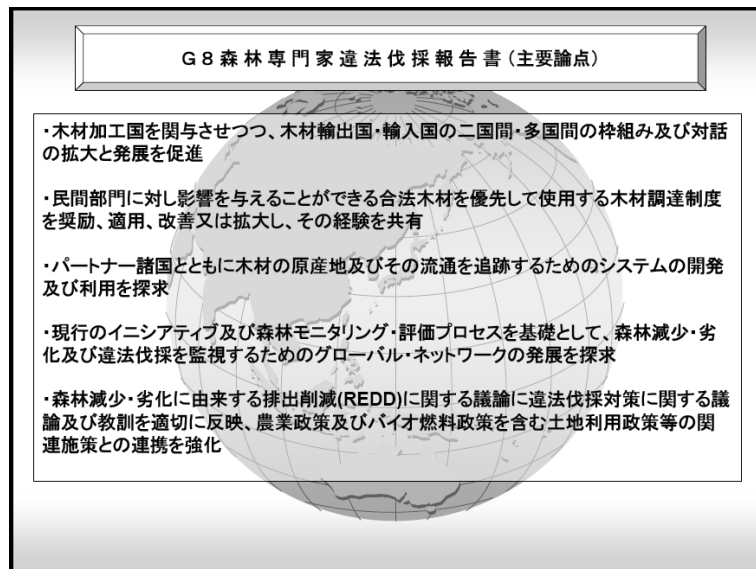 G8森林専門家違法伐採報告書(主要論点)
・木材加工国を関与させつつ、木材輸出国・輸入国の二国間・多国間の枠組み及び対話
の拡大と発展を促進
・民間部門に対し影響を与えることができる合法木材を優先して使用する木材調達制度
を奨励、適用、改善又は拡大し、その経験を共有
・パートナー諸国とともに木材の原産地及びその流通を追跡するためのシステムの開発
及び利用を探求
・現行のイニシアティブ及び森林モニタリング・評価プロセスを基礎として、森林減少・劣
化及び違法伐採を監視するためのグローバル・ネットワークの発展を探求
・森林減少・劣化に由来する排出削減(REDD)に関する議論に違法伐採対策に関する議
論及び教訓を適切に反映、農業政策及びバイオ燃料政策を含む土地利用政策等の関
連施策との連携を強化